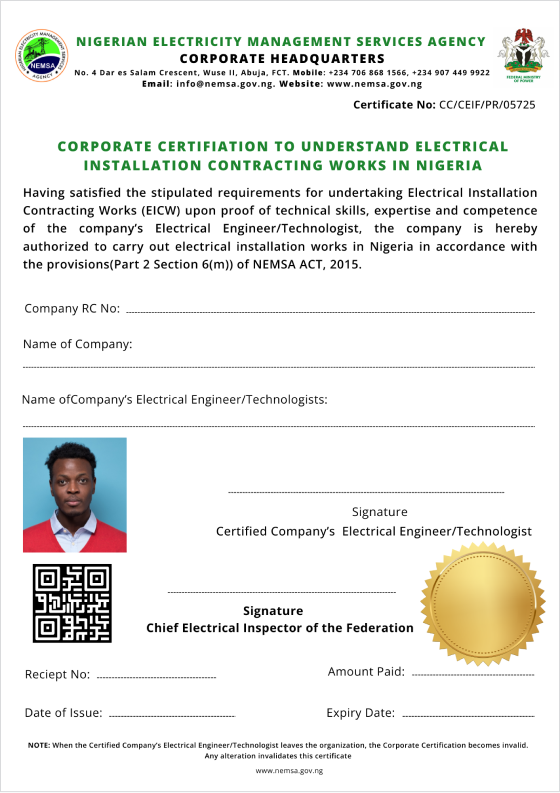 NIGERIAN ELECTRICITY MANAGEMENT SERVICES AGENCY
CORPORATE HEADQUARTERS
No. 4 Dar es Salam Crescent, Wuse II, Abuja, FCT. Mobile: +234 706 868 1566, +234 907 449 9922
Email: info@nemsa.gov.ng. Website: www.nemsa.gov.ng
NIGERIAN ELECTRICITY MANAGEMENT SERVICES
NEMSA
AGENCY
FEDERAL MINISTRY
OF POWER
Certificate No: CC/CEIF/PR/05725
CORPORATE CERTIFIATION TO UNDERSTAND ELECTRICAL
INSTALLATION CONTRACTING WORKS IN NIGERIA
Having satisfied the stipulated requirements for undertaking Electrical Installation
Contracting Works (EICW) upon proof of technical skills, expertise and competence
of the company's Electrical Engineer/Technologist, the company is hereby
authorized to carry out electrical installation works in Nigeria in accordance with
the provisions(Part 2 Section 6(m)) of NEMSA ACT, 2015.
Company RC No:
Name of Company:
Name ofCompany's Electrical Engineer/Technologists:
Signature
Certified Company's Electrical Engineer/Technologist
Signature
Chief Electrical Inspector of the Federation
Reciept No:
Amount Paid:
Date of Issue:
Expiry Date:
NOTE: When the Certified Company's Electrical Engineer/Technologist leaves the organization, the Corporate Certification becomes invalid.
Any alteration invalidates this certificate
www.nemsa.gov.ng